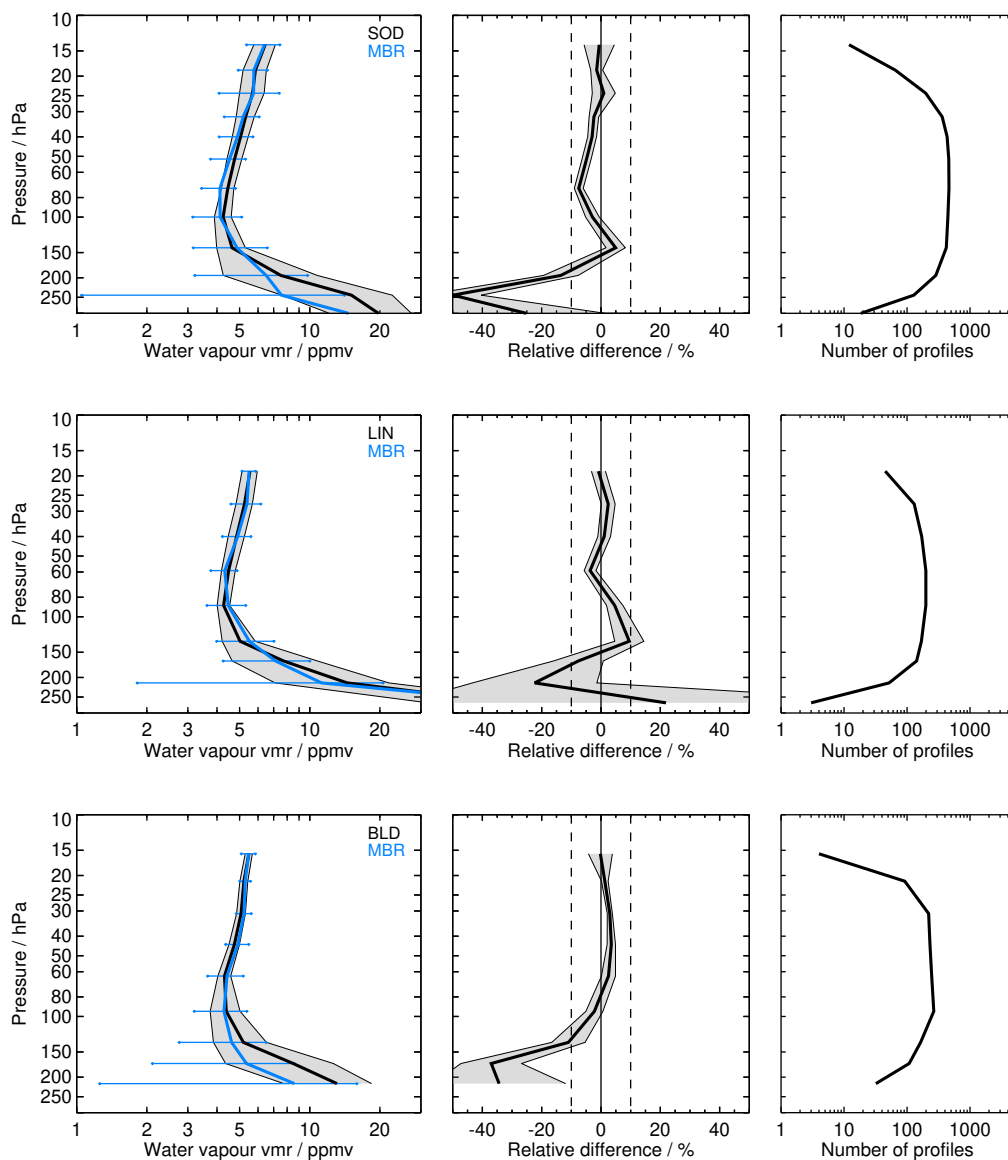 10
15
20
25
30
40
50
60
80
100
150
200
250
Pressure / hPa
SOD
MBR
1 2 3 5 10 20
Water vapour vmr / ppmv
-40 -20 0 20 40
Relative difference / %
1 10 100 1000
Number of profiles
10
15
20
25
30
40
50
60
80
100
150
200
250
Pressure / hPa
LIN
MBR
1 2 3 5 10 20
Water vapour vmr / ppmv
-40 -20 0 20 40
Relative difference / %
1 10 100 1000
Number of profiles
10
15
20
25
30
40
50
60
80
100
150
200
250
Pressure / hPa
BLD
MBR
1 2 3 5 10 20
Water vapour vmr / ppmv
-40 -20 0 20 40
Relative difference / %
1 10 100 1000
Number of profiles